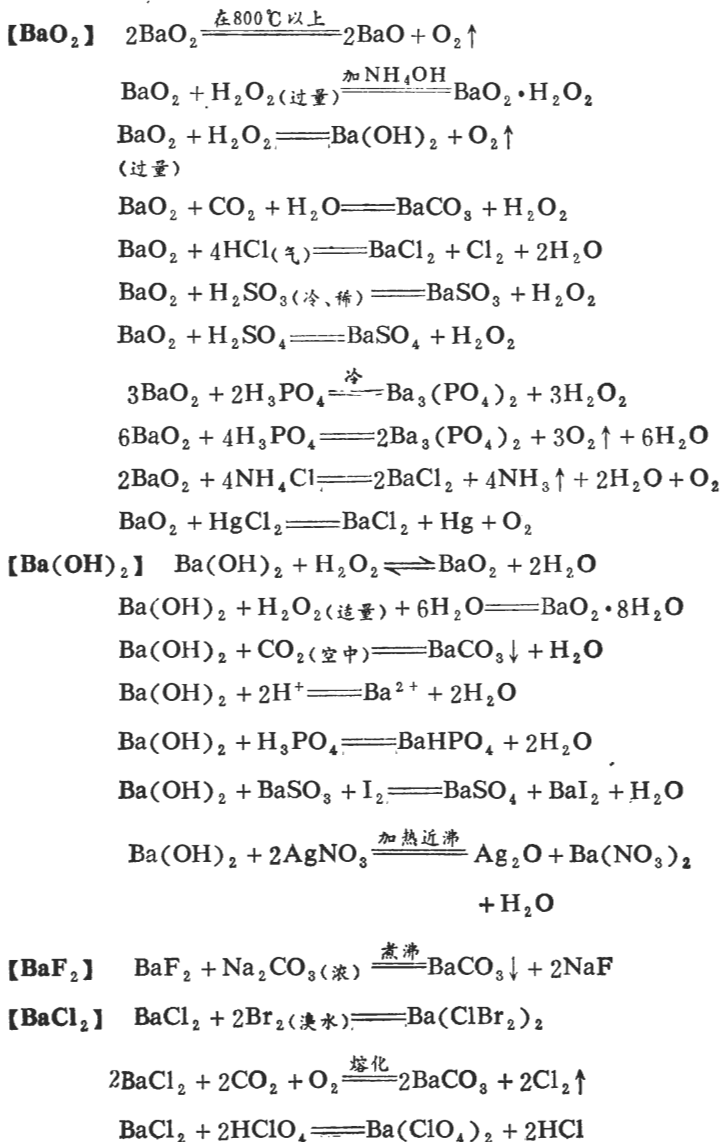 【BaO₂】 2BaO₂ ══在800℃以上══ 2BaO + O₂↑
BaO₂ + H₂O₂(过量) ══加NH₄OH══ BaO₂•H₂O₂
BaO₂ + H₂O₂ ══ Ba(OH)₂ + O₂↑
(过量)
BaO₂ + CO₂ + H₂O ══ BaCO₃ + H₂O₂
BaO₂ + 4HCl(气) ══ BaCl₂ + Cl₂ + 2H₂O
BaO₂ + H₂SO₃(冷、稀) ══ BaSO₃ + H₂O₂
BaO₂ + H₂SO₄ ══ BaSO₄ + H₂O₂
3BaO₂ + 2H₃PO₄ ══冷══ Ba₃(PO₄)₂ + 3H₂O₂
6BaO₂ + 4H₃PO₄ ══ 2Ba₃(PO₄)₂ + 3O₂↑ + 6H₂O
2BaO₂ + 4NH₄Cl ══ 2BaCl₂ + 4NH₃↑ + 2H₂O + O₂
BaO₂ + HgCl₂ ══ BaCl₂ + Hg + O₂
【Ba(OH)₂】 Ba(OH)₂ + H₂O₂ ⇌ BaO₂ + 2H₂O
Ba(OH)₂ + H₂O₂(适量) + 6H₂O ══ BaO₂•8H₂O
Ba(OH)₂ + CO₂(空中) ══ BaCO₃↓ + H₂O
Ba(OH)₂ + 2H⁺ ══ Ba²⁺ + 2H₂O
Ba(OH)₂ + H₃PO₄ ══ BaHPO₄ + 2H₂O
Ba(OH)₂ + BaSO₃ + I₂ ══ BaSO₄ + BaI₂ + H₂O
Ba(OH)₂ + 2AgNO₃ ══加热近沸══ Ag₂O + Ba(NO₃)₂
+ H₂O
【BaF₂】 BaF₂ + Na₂CO₃(浓) ══煮沸══ BaCO₃↓ + 2NaF
【BaCl₂】 BaCl₂ + 2Br₂(溴水) ══ Ba(ClBr₂)₂
2BaCl₂ + 2CO₂ + O₂ ══熔化══ 2BaCO₃ + 2Cl₂↑
BaCl₂ + 2HClO₄ ══ Ba(ClO₄)₂ + 2HCl